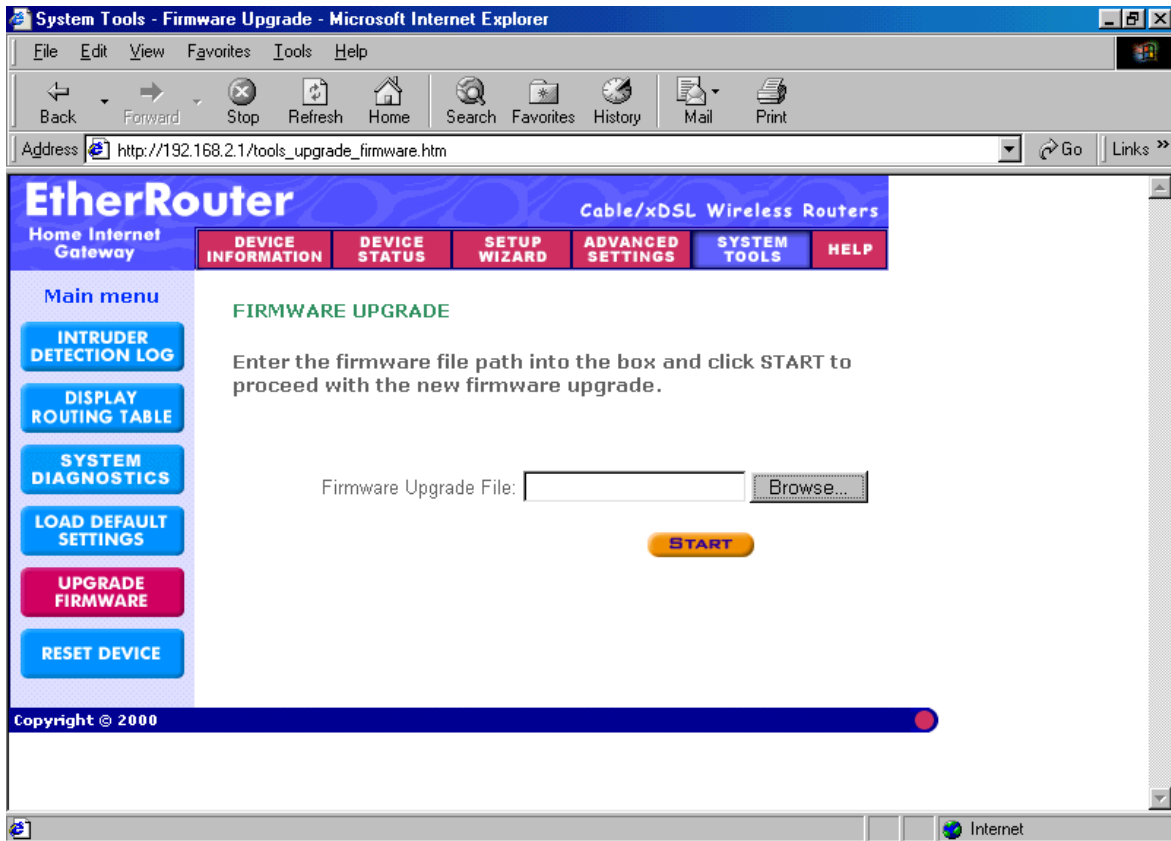 System Tools - Firmware Upgrade - Microsoft Internet Explorer
File Edit View Favorites Tools Help
Back Forward Stop Refresh Home Search Favorites History Mail Print
Address http://192.168.2.1/tools_upgrade_firmware.htm Go Links »
EtherRouter
Cable/xDSL Wireless Routers
Home Internet
Gateway
DEVICE
INFORMATION
DEVICE
STATUS
SETUP
WIZARD
ADVANCED
SETTINGS
SYSTEM
TOOLS
HELP
Main menu
INTRUDER
DETECTION LOG
DISPLAY
ROUTING TABLE
SYSTEM
DIAGNOSTICS
LOAD DEFAULT
SETTINGS
UPGRADE
FIRMWARE
RESET DEVICE
FIRMWARE UPGRADE
Enter the firmware file path into the box and click START to
proceed with the new firmware upgrade.
Firmware Upgrade File: Browse...
START
Copyright © 2000
Internet